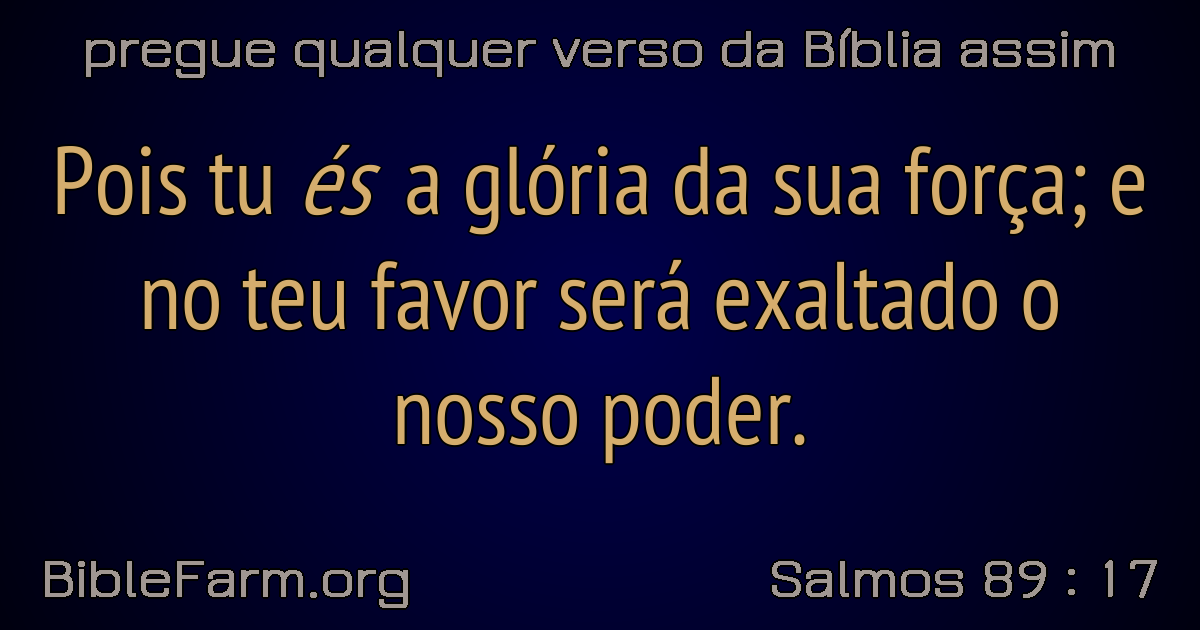 pregue qualquer verso da Bíblia assim
Pois tu és a glória da sua força; e
no teu favor será exaltado o
nosso poder.
BibleFarm.org
Salmos 89 : 17